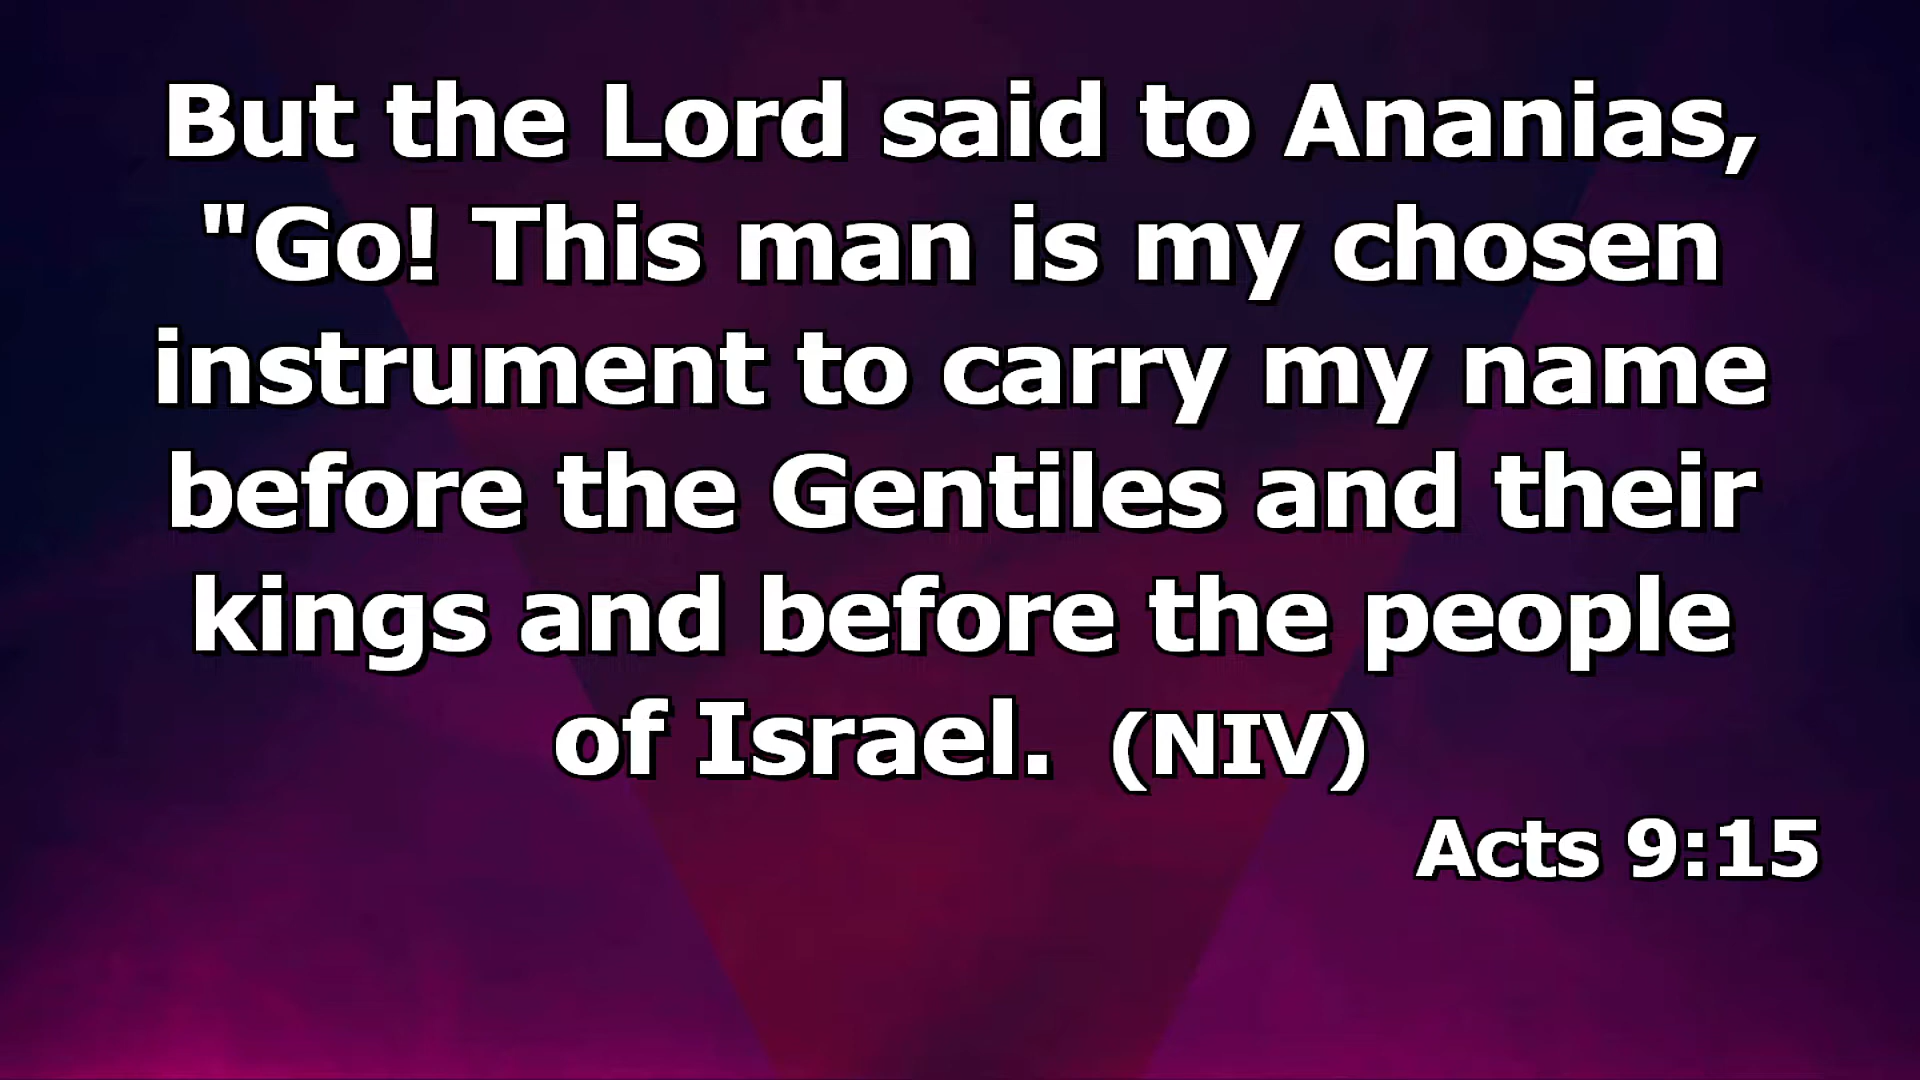 But the Lord said to Ananias,
"Go! This man is my chosen
instrument to carry my name
before the Gentiles and their
kings and before the people
of Israel. (NIV)
Acts 9:15